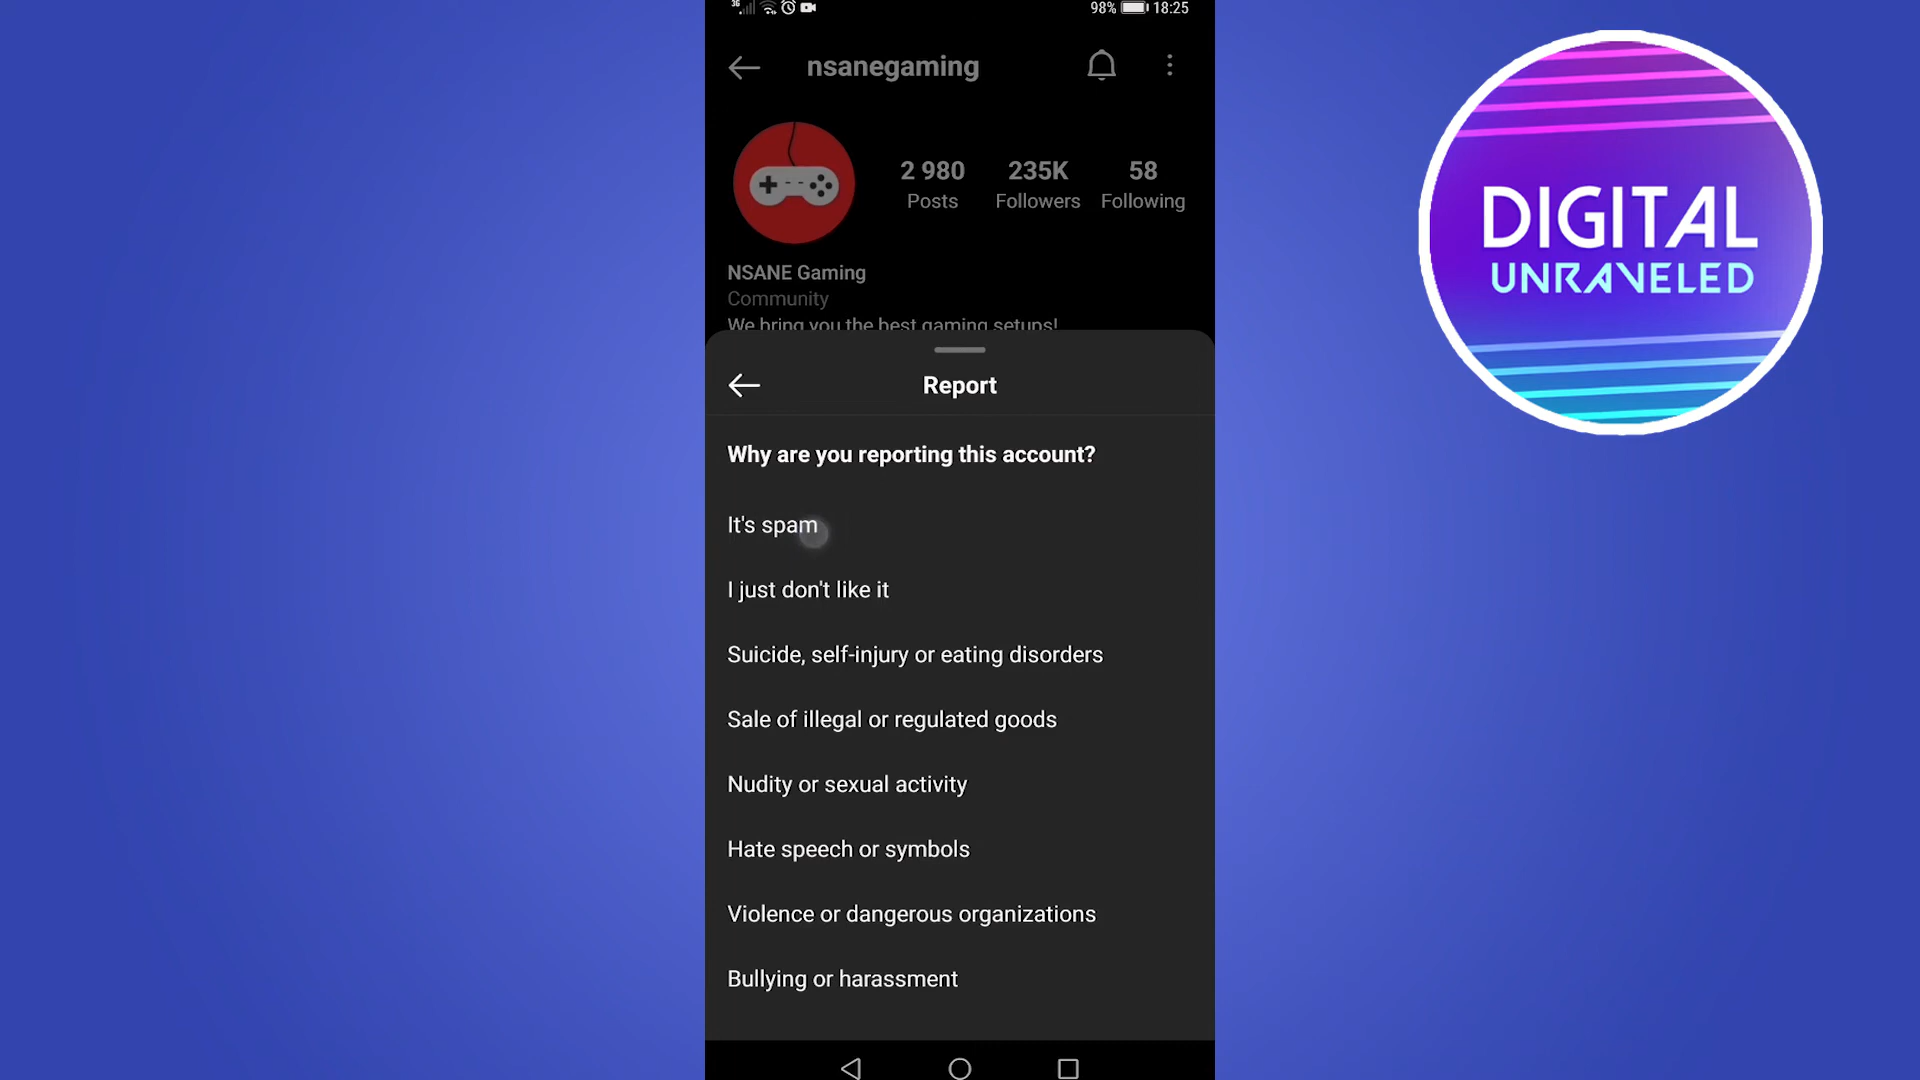 3G
98% 18:25
nsanegaming
2 980 235K 58
Posts Followers Following
NSANE Gaming
Community
We bring you the best gaming setups!
Report
Why are you reporting this account?
It's spam
I just don't like it
Suicide, self-injury or eating disorders
Sale of illegal or regulated goods
Nudity or sexual activity
Hate speech or symbols
Violence or dangerous organizations
Bullying or harassment
DIGITAL
UNRAVELED